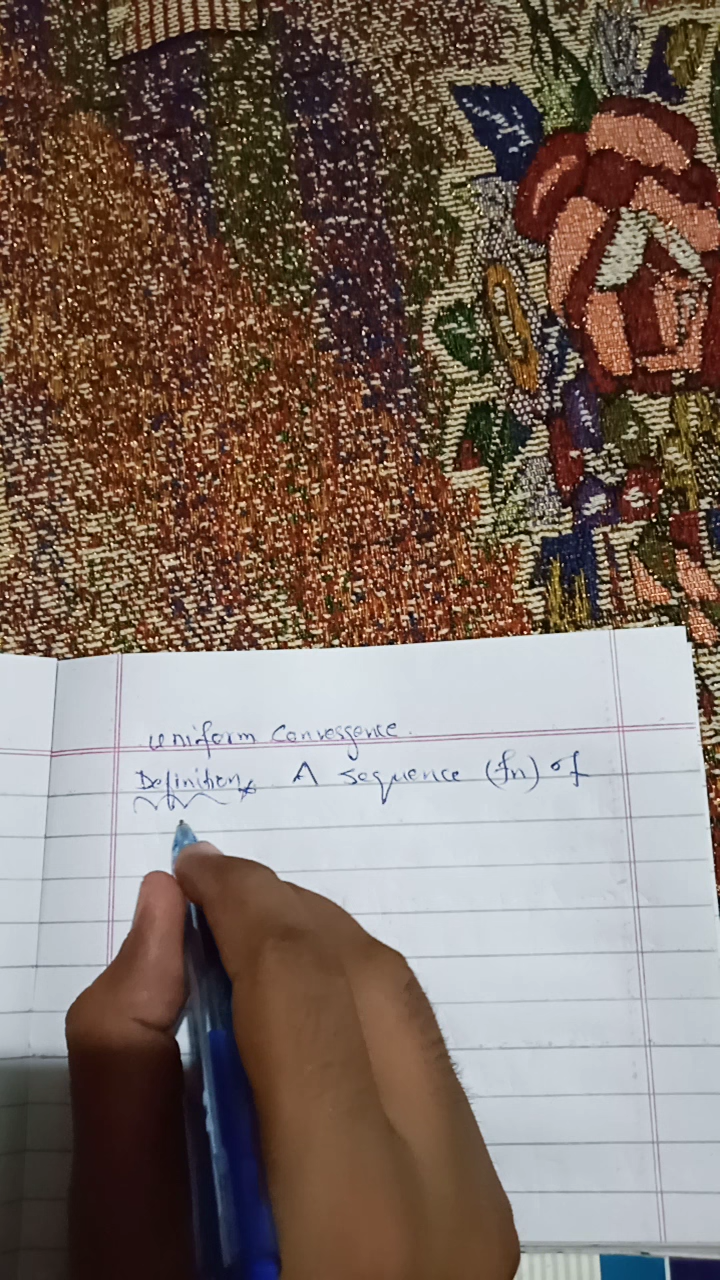 Uniform Convergence.
Definition A sequence (fn) of